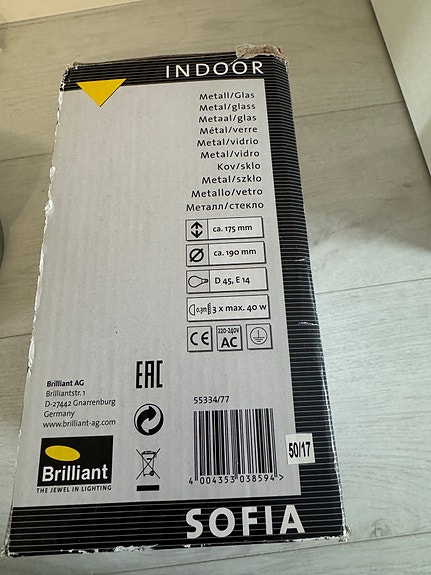 INDOOR
Metall/Glas
Metal/glass
Metaal/glas
Métal/verre
Metal/vidrio
Metal/vidro
Kov/sklo
Metal/szkło
Metallo/vetro
Металл/стекло
ca. 175 mm
ca. 190 mm
D 45, E 14
0.3m 3 x max. 40 w
CE
220-240V
AC
EAC
Brilliant AG
Brilliantstr. 1
D-27442 Gnarrenburg
Germany
www.brilliant-ag.com
55334/77
50/17
Brilliant
THE JEWEL IN LIGHTING
4 004353 038594 >
SOFIA